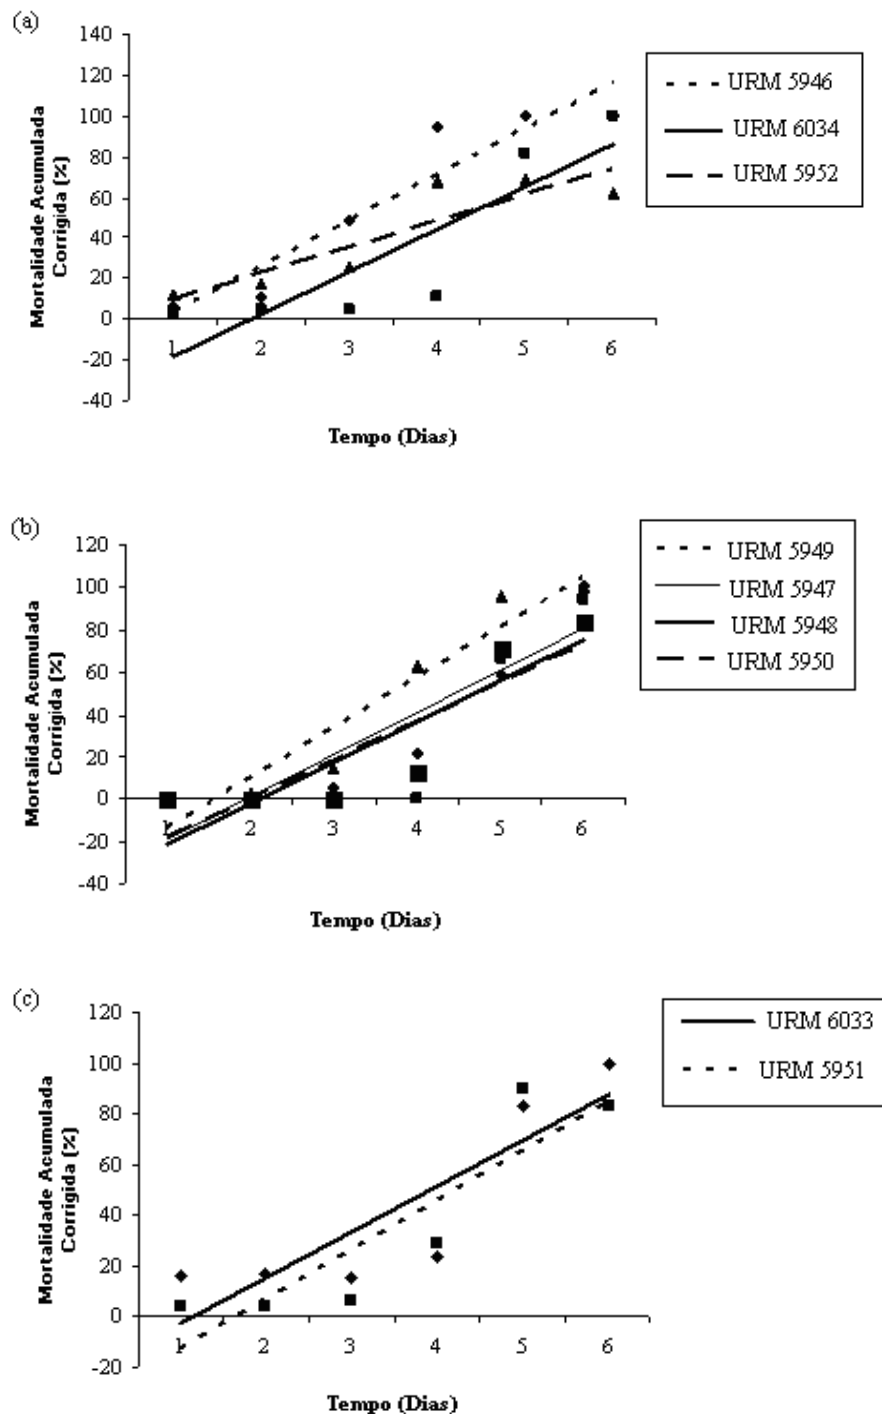 (a)
140
120
100
80
60
40
20
0
-20
-40
Mortalidade Acumulada
Corrigida (%)
1 2 3 4 5 6
Tempo (Dias)
URM 5946
URM 6034
URM 5952
(b)
120
100
80
60
40
20
0
-20
-40
Mortalidade Acumulada
Corrigida (%)
1 2 3 4 5 6
Tempo (Dias)
URM 5949
URM 5947
URM 5948
URM 5950
(c)
120
100
80
60
40
20
0
-20
Mortalidade Acumulada
Corrigida (%)
1 2 3 4 5 6
Tempo (Dias)
URM 6033
URM 5951